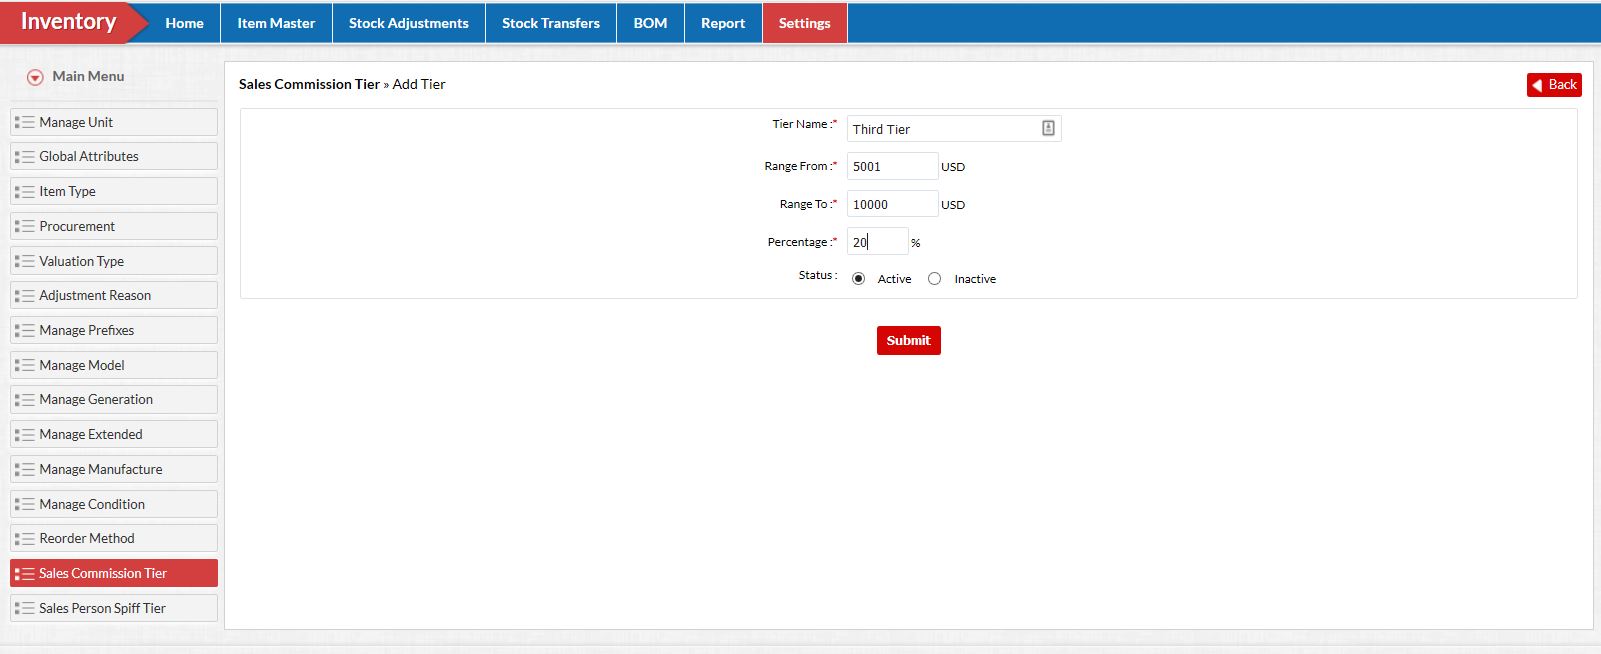 Inventory
Home
Item Master
Stock Adjustments
Stock Transfers
BOM
Report
Settings
Main Menu
Manage Unit
Global Attributes
Item Type
Procurement
Valuation Type
Adjustment Reason
Manage Prefixes
Manage Model
Manage Generation
Manage Extended
Manage Manufacture
Manage Condition
Reorder Method
Sales Commission Tier
Sales Person Spiff Tier
Sales Commission Tier » Add Tier
Back
Tier Name :* Third Tier
Range From :* 5001 USD
Range To :* 10000 USD
Percentage :* 20 %
Status : Active Inactive
Submit